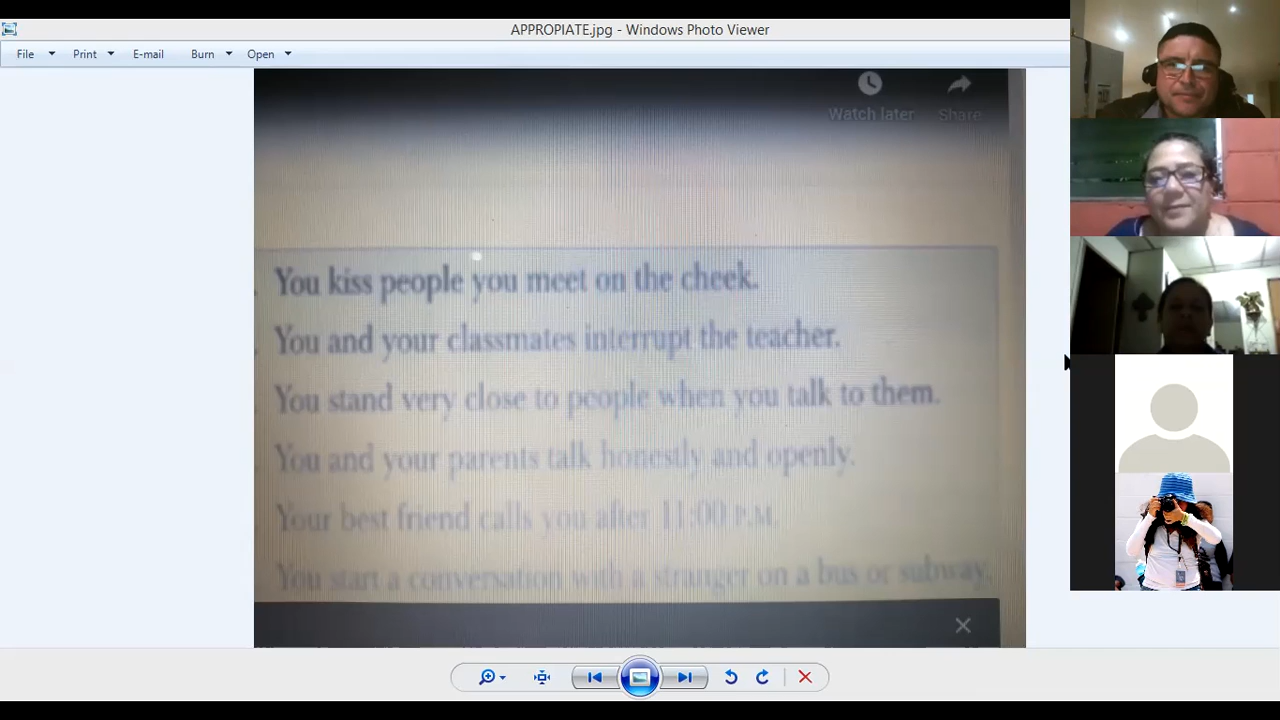 APPROPIATE.jpg - Windows Photo Viewer
File Print E-mail Burn Open
Watch later Share
You kiss people you meet on the cheek.
You and your classmates interrupt the teacher.
You stand very close to people when you talk to them.
You and your parents talk honestly and openly.
Your best friend you after 11:00 P.M.
You start a conversation with a stranger on a bus or subway.